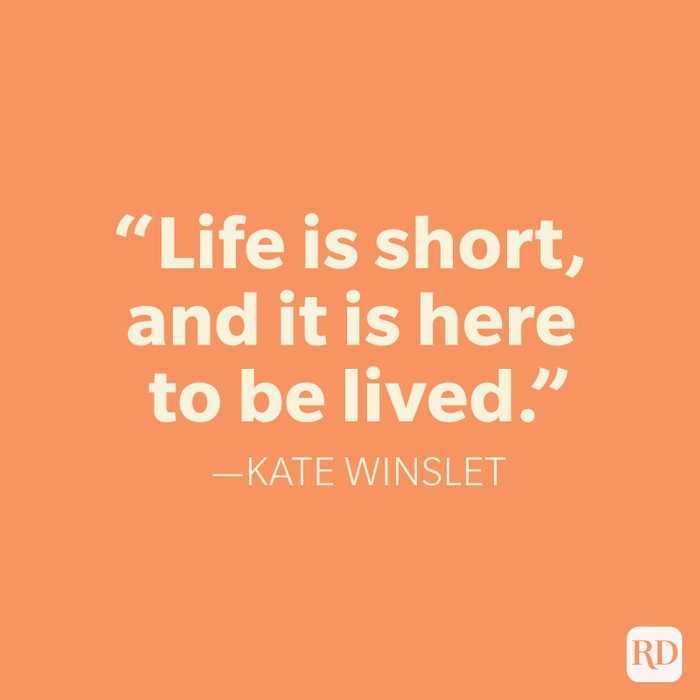 “Life is short,
and it is here
to be lived.”
—KATE WINSLET
RD